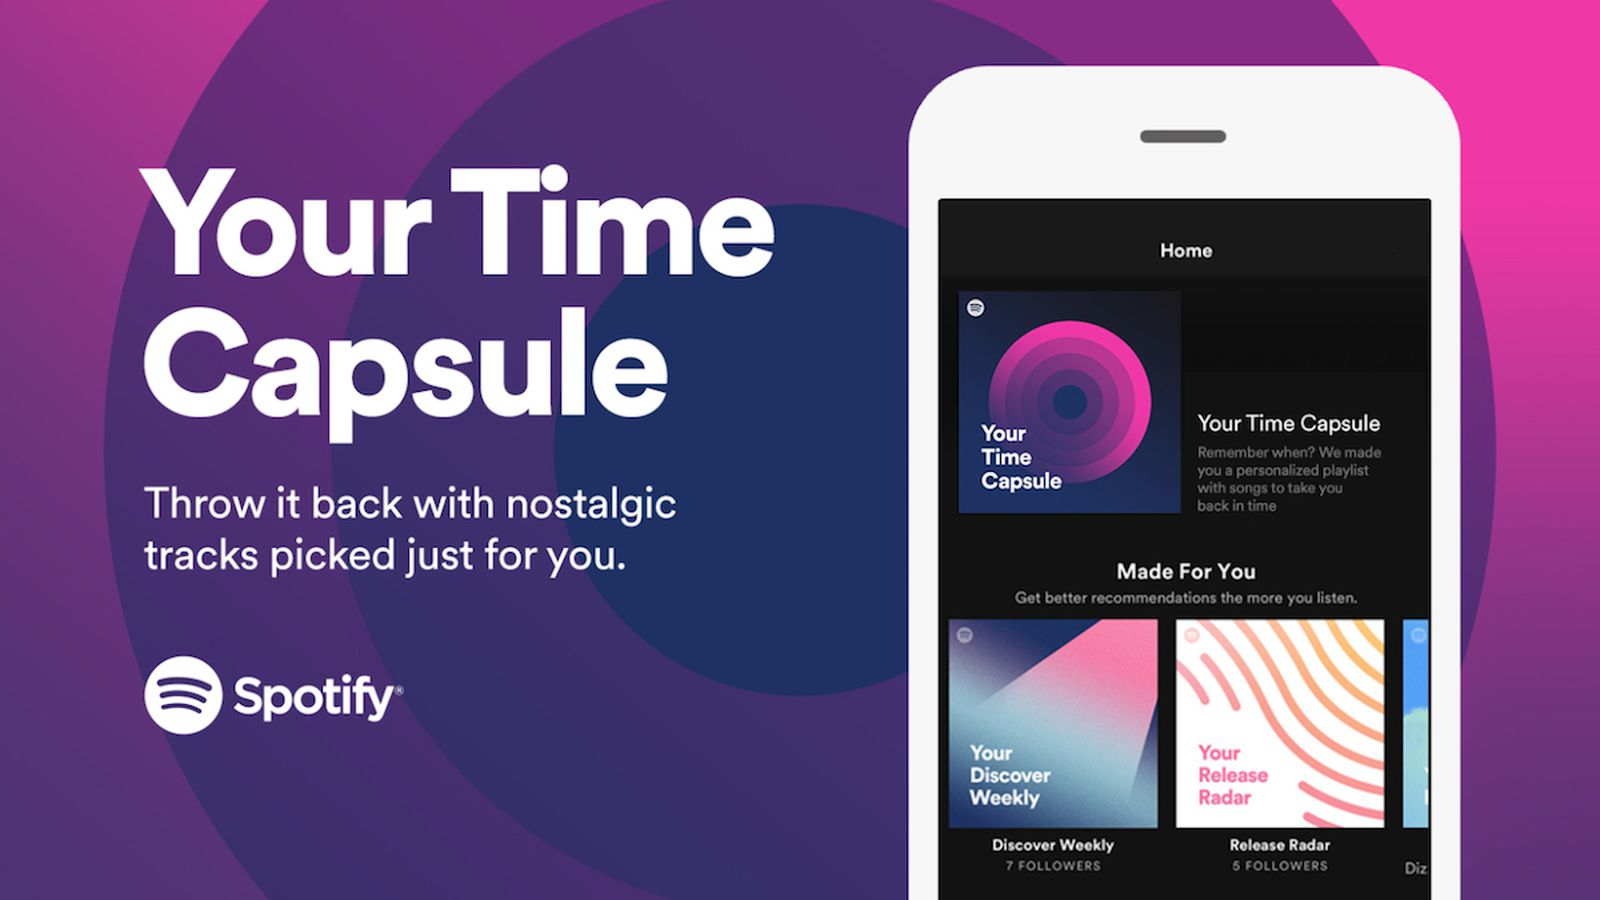 Your Time
Capsule
Throw it back with nostalgic
tracks picked just for you.
Spotify®
Home
Your
Time
Capsule
Your Time Capsule
Remember when? We made
you a personalized playlist
with songs to take you
back in time
Made For You
Get better recommendations the more you listen.
Your
Discover
Weekly
Your
Release
Radar
Discover Weekly
7 FOLLOWERS
Release Radar
5 FOLLOWERS
Diz